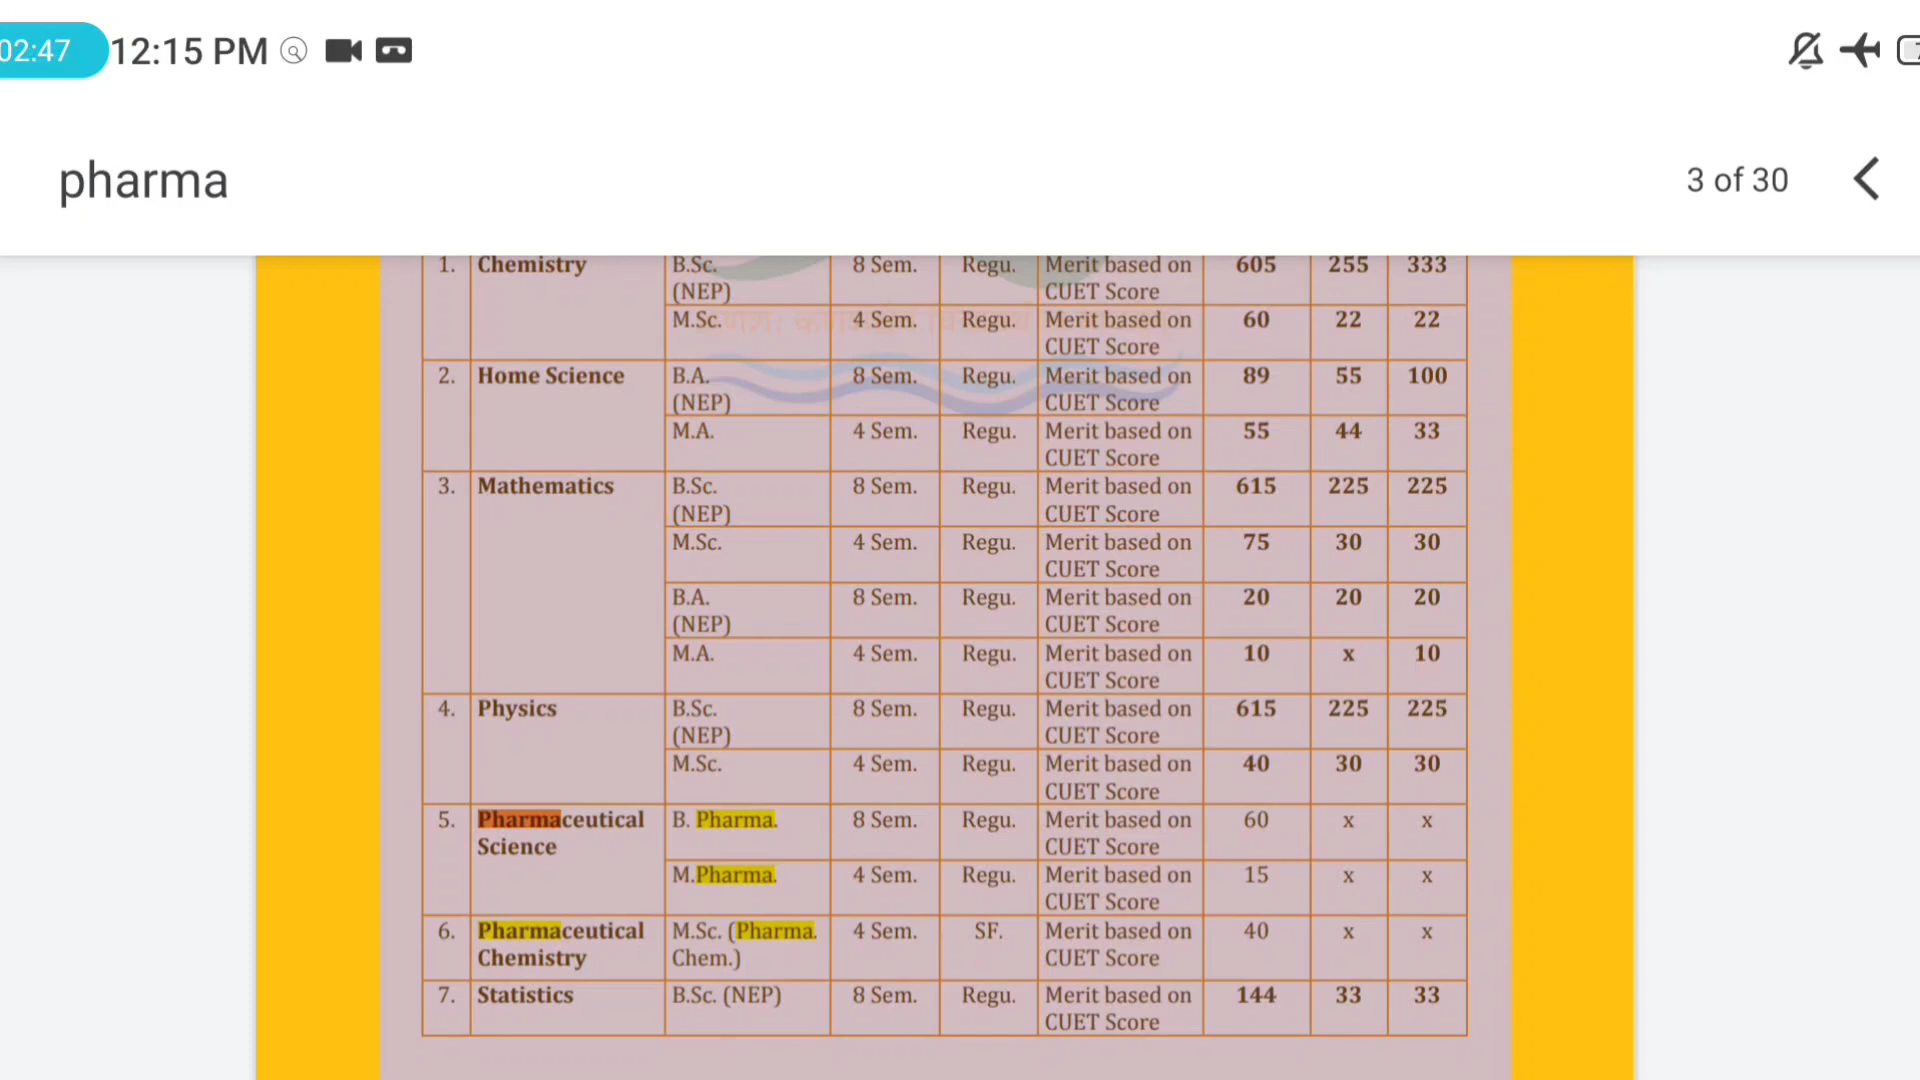 02:47 12:15 PM
pharma 3 of 30
1. Chemistry B.Sc. 8 Sem. Regu. Merit based on 605 255 333
(NEP) CUET Score
M.Sc. 4 Sem. Regu. Merit based on 60 22 22
CUET Score
2. Home Science B.A. 8 Sem. Regu. Merit based on 89 55 100
(NEP) CUET Score
M.A. 4 Sem. Regu. Merit based on 55 44 33
CUET Score
3. Mathematics B.Sc. 8 Sem. Regu. Merit based on 615 225 225
(NEP) CUET Score
M.Sc. 4 Sem. Regu. Merit based on 75 30 30
CUET Score
B.A. 8 Sem. Regu. Merit based on 20 20 20
(NEP) CUET Score
M.A. 4 Sem. Regu. Merit based on 10 x 10
CUET Score
4. Physics B.Sc. 8 Sem. Regu. Merit based on 615 225 225
(NEP) CUET Score
M.Sc. 4 Sem. Regu. Merit based on 40 30 30
CUET Score
5. Pharmaceutical B. Pharma. 8 Sem. Regu. Merit based on 60 x x
Science CUET Score
M.Pharma. 4 Sem. Regu. Merit based on 15 x x
CUET Score
6. Pharmaceutical M.Sc. (Pharma. 4 Sem. SF. Merit based on 40 x x
Chemistry Chem.) CUET Score
7. Statistics B.Sc. (NEP) 8 Sem. Regu. Merit based on 144 33 33
CUET Score